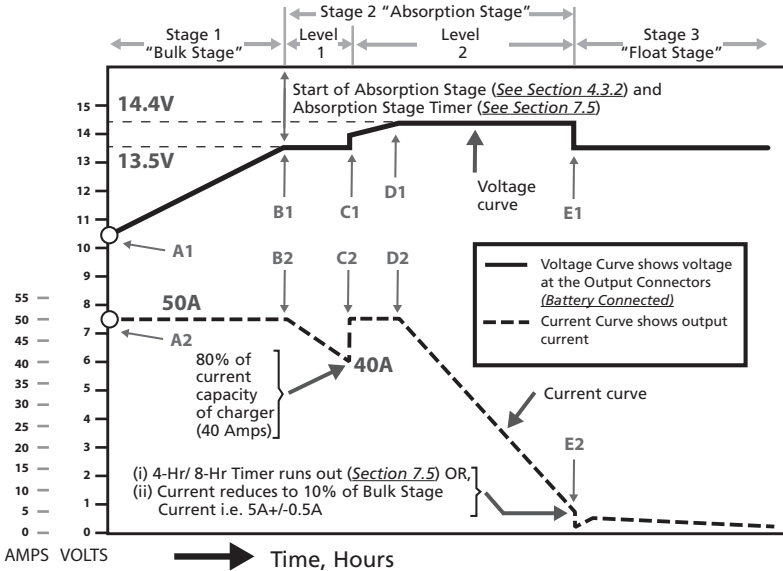 Stage 2 “Absorption Stage”
Stage 1
“Bulk Stage”
Level
1
Level
2
Stage 3
“Float Stage”
Start of Absorption Stage (See Section 4.3.2) and
Absorption Stage Timer (See Section 7.5)
14.4V
13.5V
15
14
13
12
11
10
9
8
7
6
5
4
3
2
1
0
B1
C1
D1
Voltage
curve
E1
A1
B2
C2
D2
Voltage Curve shows voltage
at the Output Connectors
(Battery Connected)
Current Curve shows output
current
55
50
45
40
35
30
25
20
15
10
5
0
50A
A2
80% of
current
capacity
of charger
(40 Amps)
40A
Current curve
E2
(i) 4-Hr/ 8-Hr Timer runs out (Section 7.5) OR,
(ii) Current reduces to 10% of Bulk Stage
Current i.e. 5A+/-0.5A
AMPS VOLTS
Time, Hours